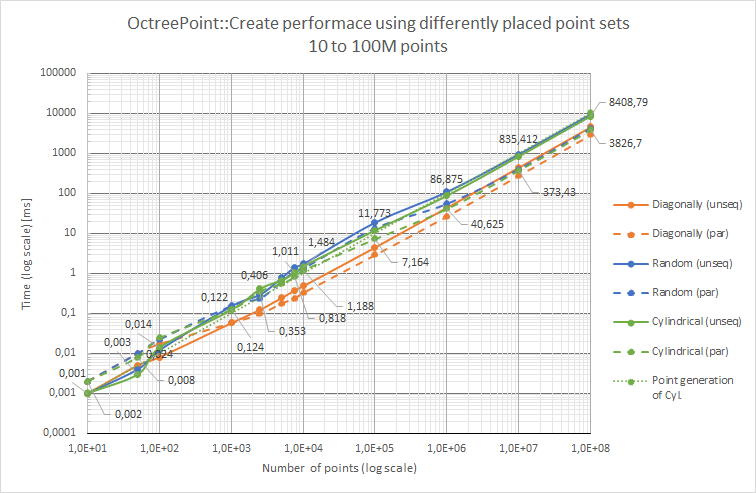 OctreePoint::Create performace using differently placed point sets
10 to 100M points
100000
10000
1000
100
10
1
0,1
0,01
0,001
0,0001
Time (log scale) [ms]
8408,79
3826,7
835,412
373,43
86,875
40,625
11,773
7,164
1,484
1,188
1,011
0,818
0,406
0,353
0,122
0,124
0,014
0,024
0,003
0,008
0,001
0,002
1,0E+01
1,0E+02
1,0E+03
1,0E+04
1,0E+05
1,0E+06
1,0E+07
1,0E+08
Number of points (log scale)
Diagonally (unseq)
Diagonally (par)
Random (unseq)
Random (par)
Cylindrical (unseq)
Cylindrical (par)
Point generation
of Cyl.